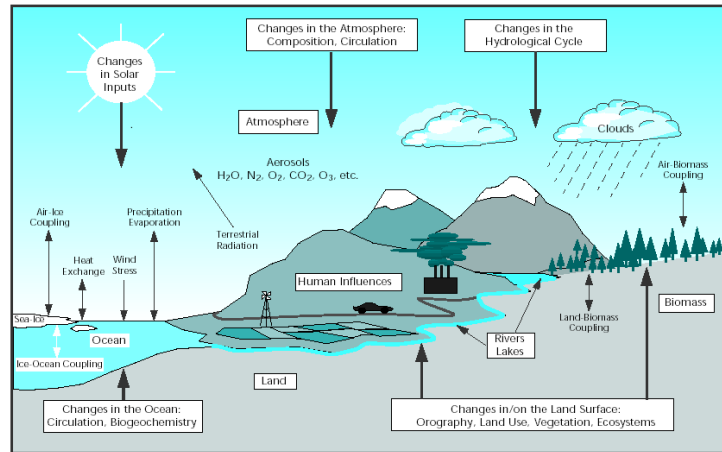 Changes in the Atmosphere:
Composition, Circulation
Changes in the
Hydrological Cycle
Changes
in Solar
Inputs
Atmosphere
Clouds
Aerosols
H₂O, N₂, O₂, CO₂, O₃, etc.
Air-Biomass
Coupling
Air-Ice
Coupling
Precipitation
Evaporation
Terrestrial
Radiation
Heat
Exchange
Wind
Stress
Human Influences
Sea-Ice
Ocean
Ice-Ocean Coupling
Land-Biomass
Coupling
Biomass
Rivers
Lakes
Land
Changes in the Ocean:
Circulation, Biogeochemistry
Changes in/on the Land Surface:
Orography, Land Use, Vegetation, Ecosystems